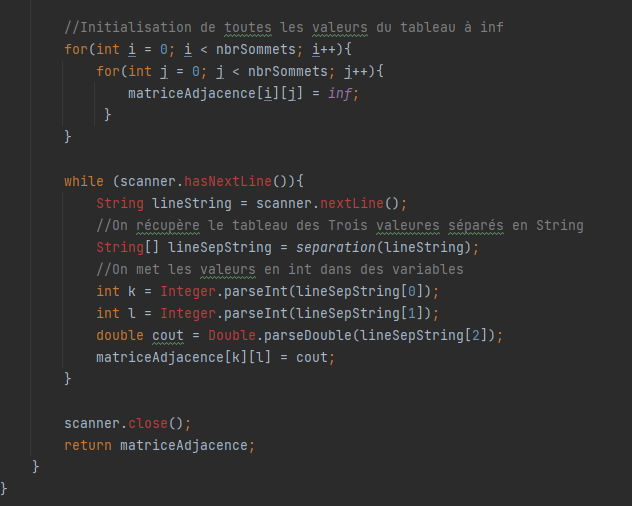 //Initialisation de toutes les valeurs du tableau à inf
for(int i = 0; i < nbrSommets; i++){
for(int j = 0; j < nbrSommets; j++){
matriceAdjacence[i][j] = inf;
}
}
while (scanner.hasNextLine()){
String lineString = scanner.nextLine();
//On récupère le tableau des Trois valeures séparés en String
String[] lineSepString = separation(lineString);
//On met les valeurs en int dans des variables
int k = Integer.parseInt(lineSepString[0]);
int l = Integer.parseInt(lineSepString[1]);
double cout = Double.parseDouble(lineSepString[2]);
matriceAdjacence[k][l] = cout;
}
scanner.close();
return matriceAdjacence;
}
}